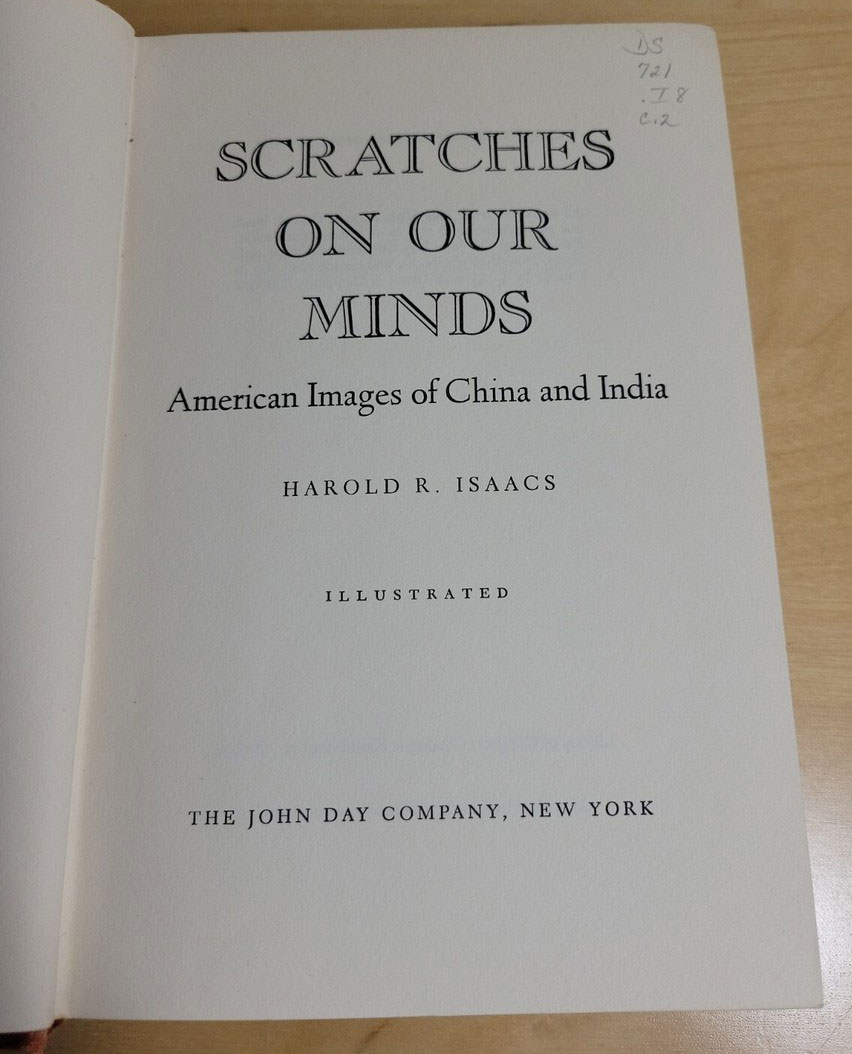 DS
721
.I8
c.2
SCRATCHES
ON OUR
MINDS
American Images of China and India
HAROLD R. ISAACS
ILLUSTRATED
THE JOHN DAY COMPANY, NEW YORK